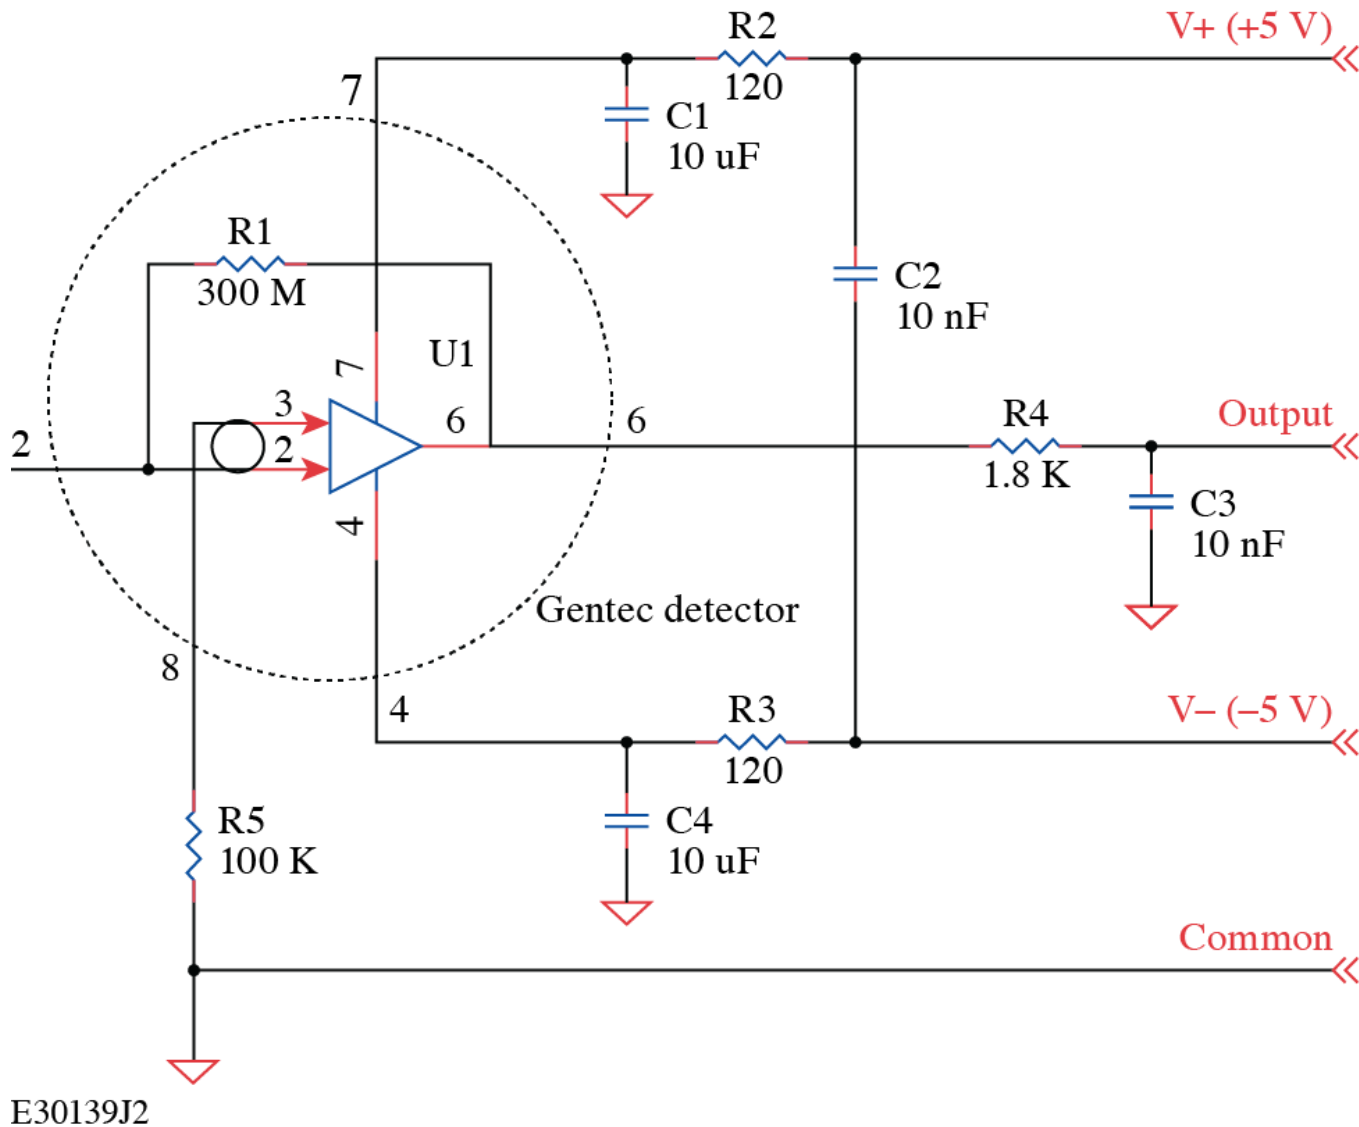 R2
V+ (+5 V)
120
7
C1
10 uF
R1
300 M
C2
10 nF
U1
7
3
6
6
R4
Output
2
2
1.8 K
C3
10 nF
4
Gentec detector
8
4
R3
V– (–5 V)
120
R5
100 K
C4
10 uF
Common
E30139J2